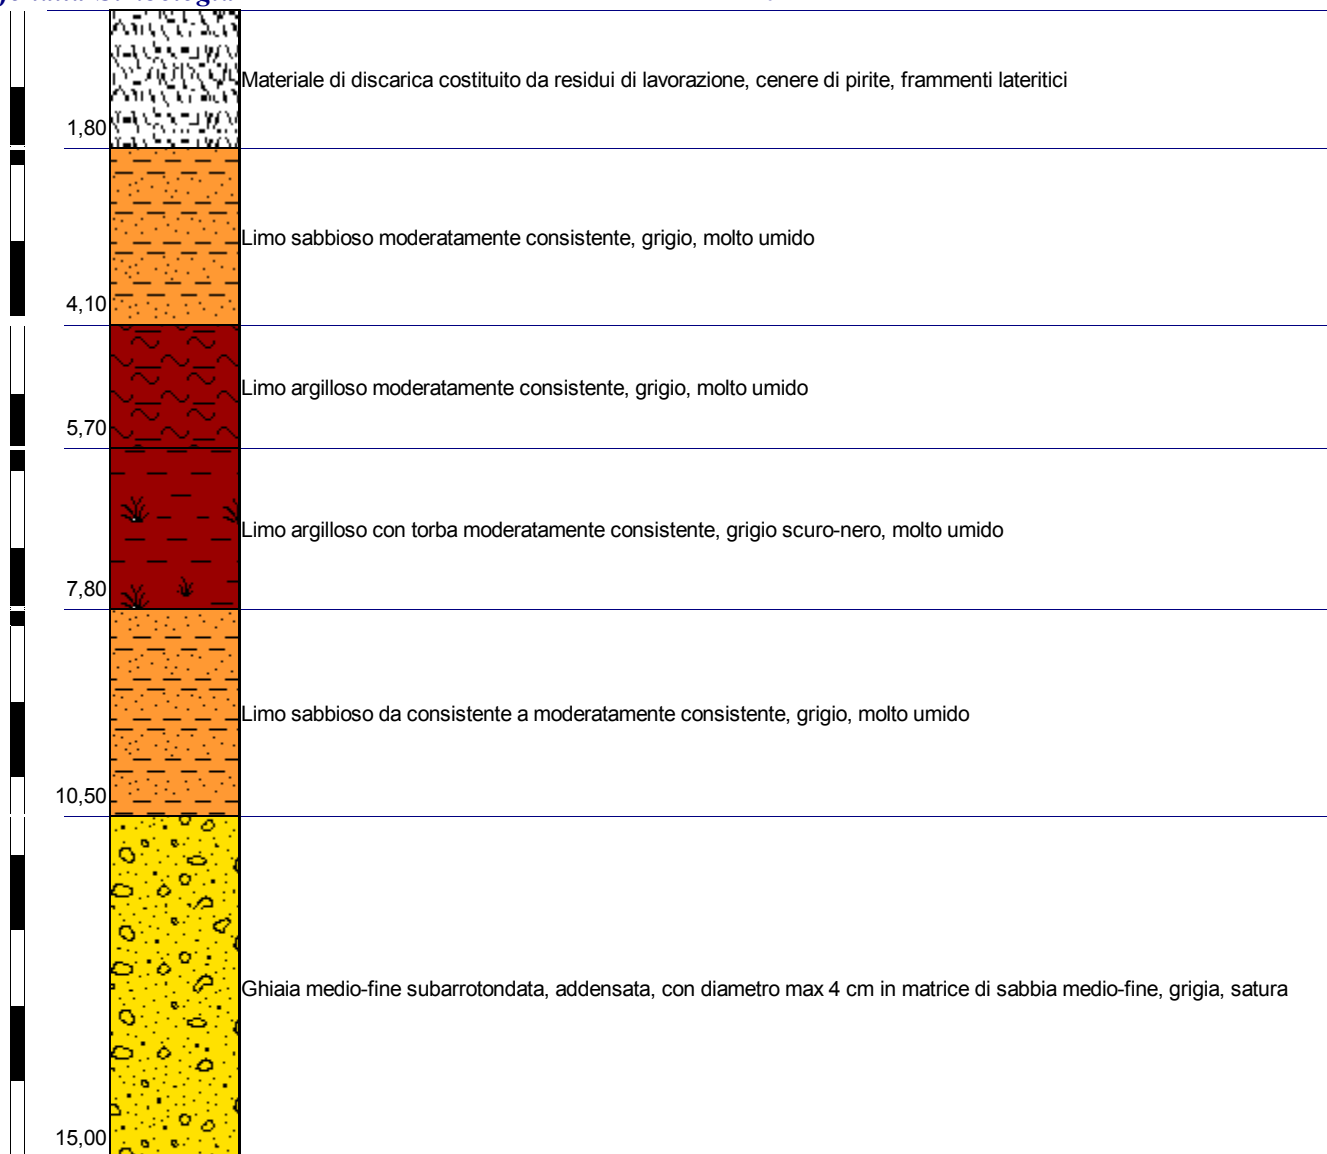 Materiale di discarica costituito da residui di lavorazione, cenere di pirite, frammenti lateritici
1,80
Limo sabbioso moderatamente consistente, grigio, molto umido
4,10
Limo argilloso moderatamente consistente, grigio, molto umido
5,70
Limo argilloso con torba moderatamente consistente, grigio scuro-nero, molto umido
7,80
Limo sabbioso da consistente a moderatamente consistente, grigio, molto umido
10,50
Ghiaia medio-fine subarrotondata, addensata, con diametro max 4 cm in matrice di sabbia medio-fine, grigia, satura
15,00